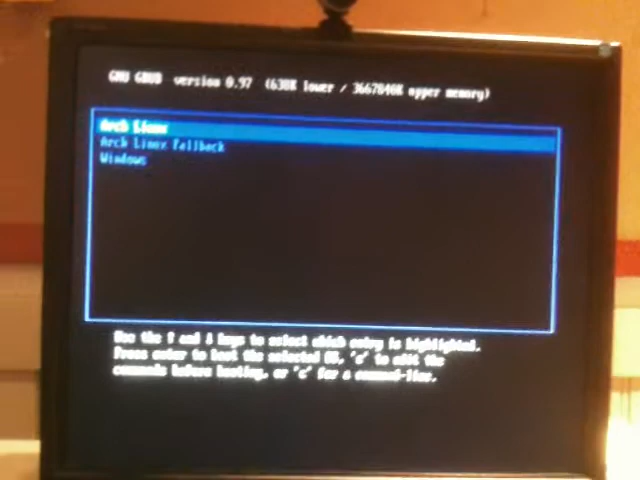 GNU GRUB version 0.97 (638K lower / 3667840K upper memory)
Arch Linux
Arch Linux Fallback
Windows
Use the ↑ and ↓ keys to select which entry is highlighted.
Press enter to boot the selected OS, 'e' to edit the
commands before booting, or 'c' for a command-line.